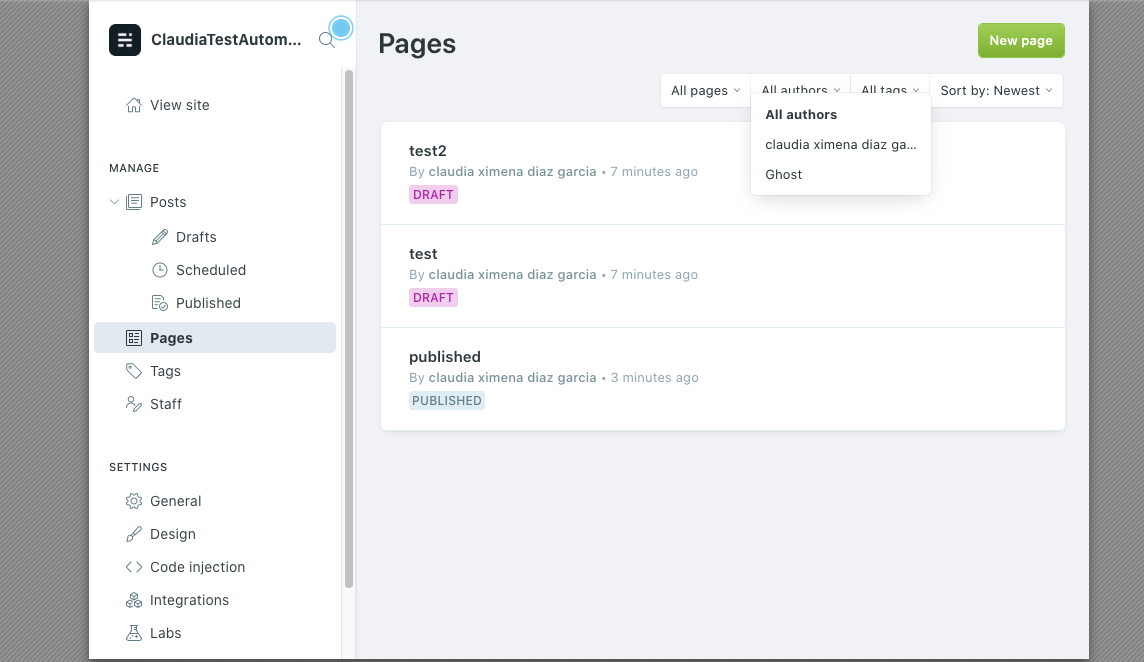 ClaudiaTestAutom...
View site
MANAGE
Posts
Drafts
Scheduled
Published
Pages
Tags
Staff
SETTINGS
General
Design
Code injection
Integrations
Labs
Pages
New page
All pages
All authors
All tags
Sort by: Newest
All authors
claudia ximena diaz ga...
Ghost
test2
By claudia ximena diaz garcia • 7 minutes ago
DRAFT
test
By claudia ximena diaz garcia • 7 minutes ago
DRAFT
published
By claudia ximena diaz garcia • 3 minutes ago
PUBLISHED